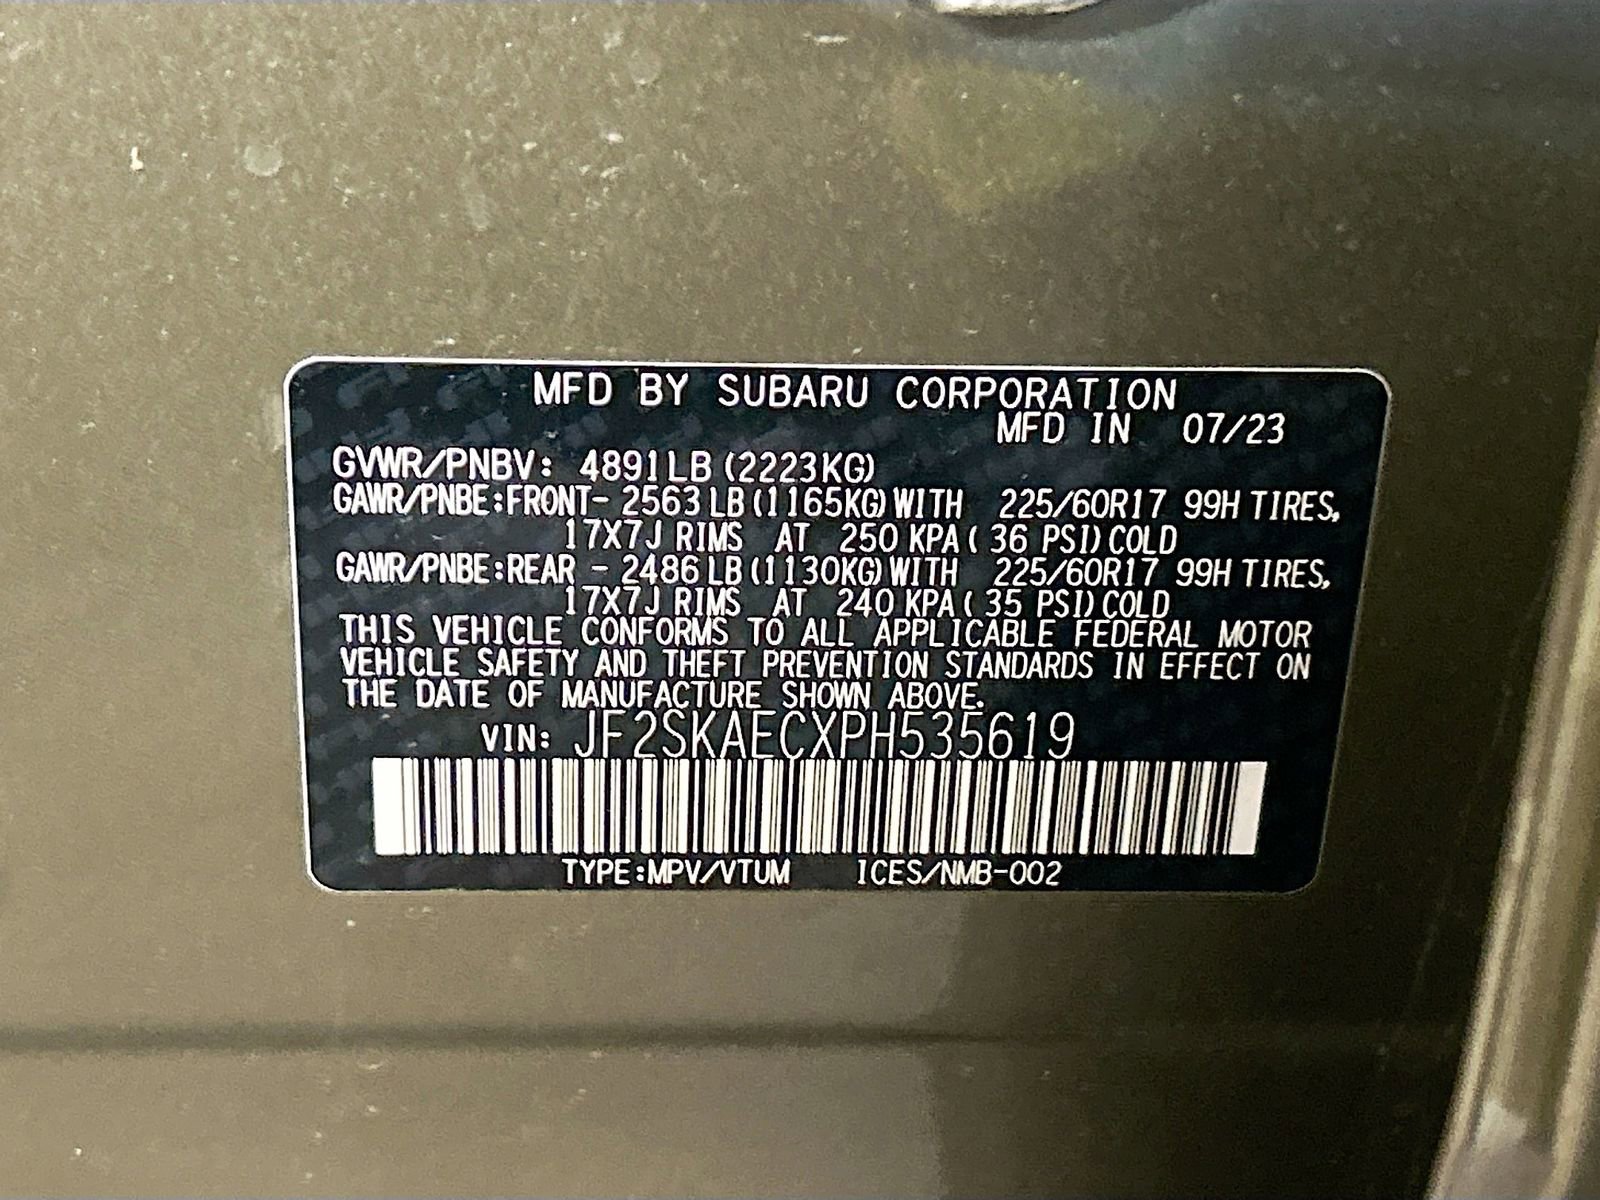 MFD BY SUBARU CORPORATION
MFD IN 07/23
GVWR/PNBV: 4891LB (2223KG)
GAWR/PNBE:FRONT- 2563 LB (1165KG) WITH 225/60R17 99H TIRES,
17X7J RIMS AT 250 KPA ( 36 PSI) COLD
GAWR/PNBE:REAR - 2486 LB (1130KG) WITH 225/60R17 99H TIRES,
17X7J RIMS AT 240 KPA ( 35 PSI) COLD
THIS VEHICLE CONFORMS TO ALL APPLICABLE FEDERAL MOTOR
VEHICLE SAFETY AND THEFT PREVENTION STANDARDS IN EFFECT ON
THE DATE OF MANUFACTURE SHOWN ABOVE.
VIN: JF2SKAECXPH535619
TYPE:MPV/VTUM ICES/NMB-002